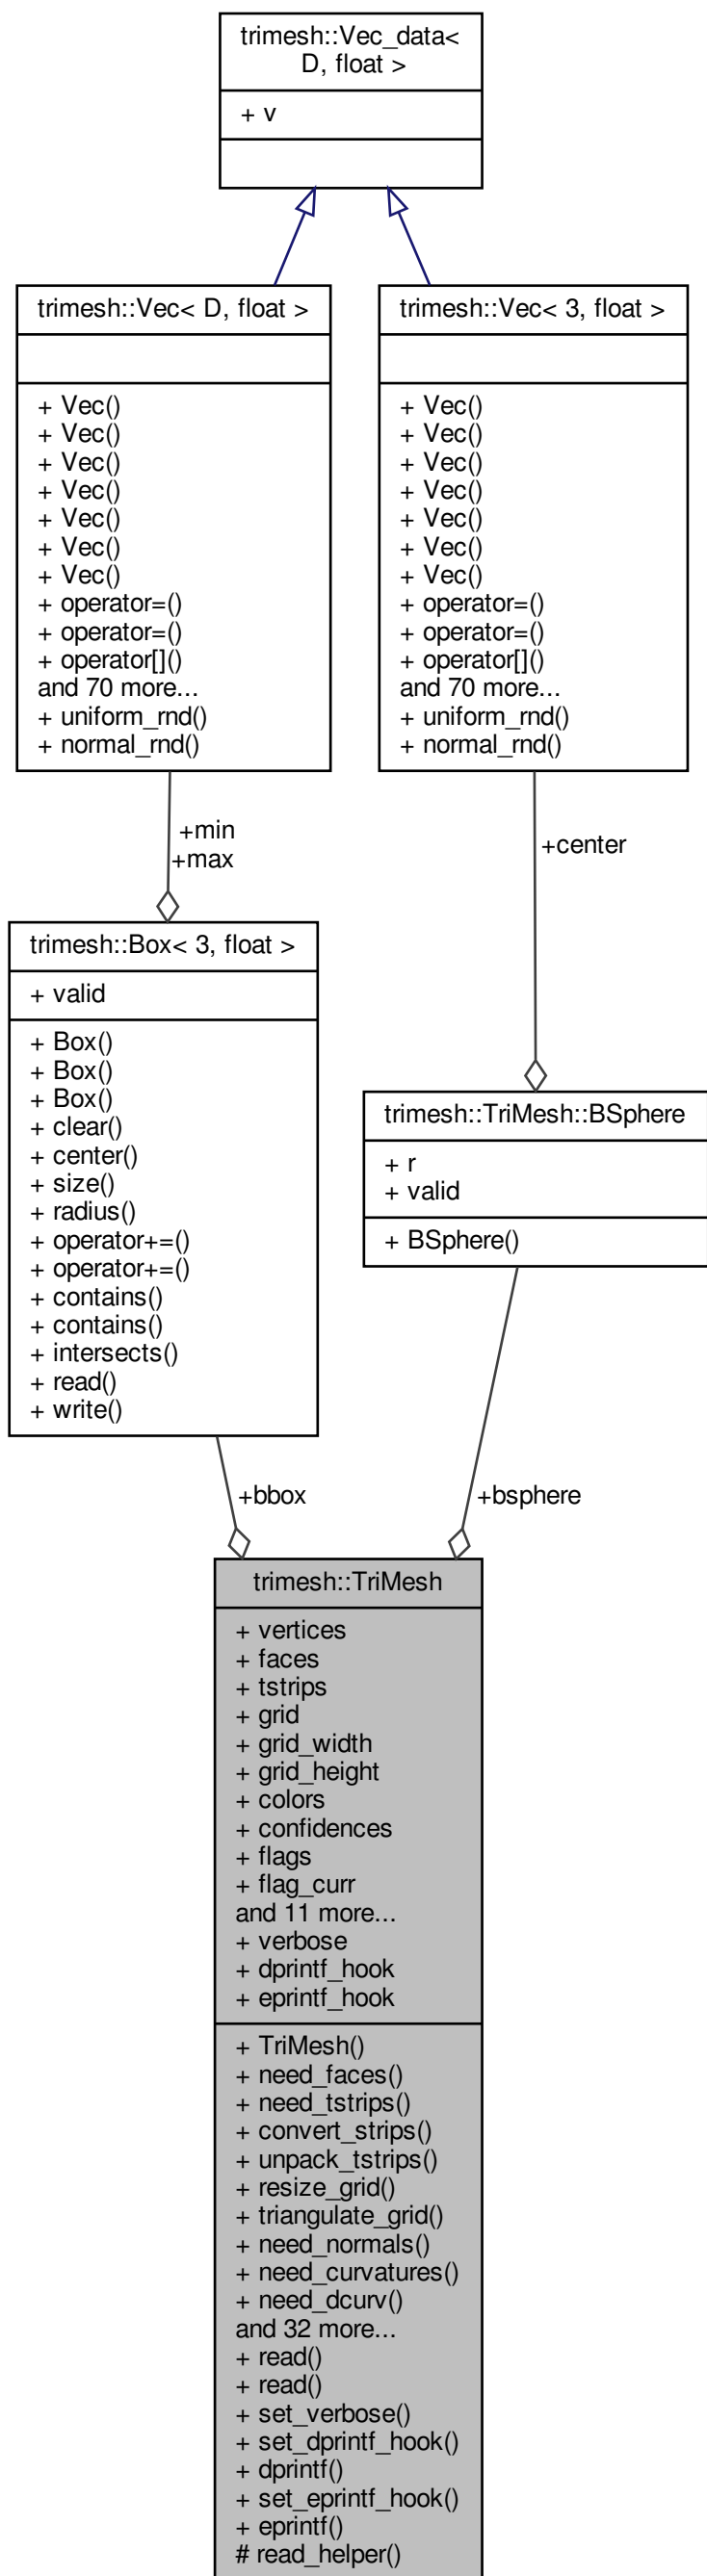 trimesh::Vec_data<
D, float >
+ v
trimesh::Vec< D, float >
+ Vec()
+ Vec()
+ Vec()
+ Vec()
+ Vec()
+ Vec()
+ Vec()
+ operator=()
+ operator=()
+ operator[]()
and 70 more...
+ uniform_rnd()
+ normal_rnd()
trimesh::Vec< 3, float >
+ Vec()
+ Vec()
+ Vec()
+ Vec()
+ Vec()
+ Vec()
+ Vec()
+ operator=()
+ operator=()
+ operator[]()
and 70 more...
+ uniform_rnd()
+ normal_rnd()
+min
+max
+center
trimesh::Box< 3, float >
+ valid
+ Box()
+ Box()
+ Box()
+ clear()
+ center()
+ size()
+ radius()
+ operator+=()
+ operator+=()
+ contains()
+ contains()
+ intersects()
+ read()
+ write()
trimesh::TriMesh::BSphere
+ r
+ valid
+ BSphere()
+bbox
+bsphere
trimesh::TriMesh
+ vertices
+ faces
+ tstrips
+ grid
+ grid_width
+ grid_height
+ colors
+ confidences
+ flags
+ flag_curr
and 11 more...
+ verbose
+ dprintf_hook
+ eprintf_hook
+ TriMesh()
+ need_faces()
+ need_tstrips()
+ convert_strips()
+ unpack_tstrips()
+ resize_grid()
+ triangulate_grid()
+ need_normals()
+ need_curvatures()
+ need_dcurv()
and 32 more...
+ read()
+ read()
+ set_verbose()
+ set_dprintf_hook()
+ dprintf()
+ set_eprintf_hook()
+ eprintf()
# read_helper()